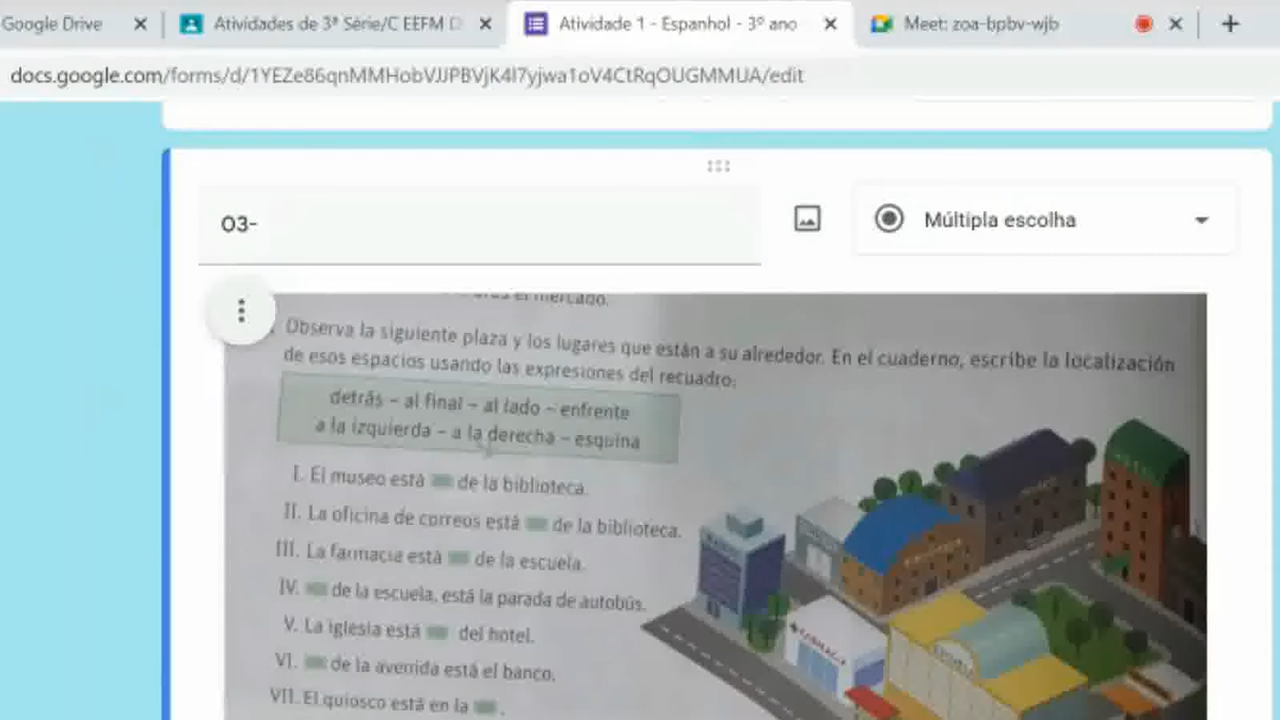 Google Drive
Atividades de 3ª Série/C EEFM D
Atividade 1 - Espanhol - 3º ano
Meet: zoa-bpbv-wjb
docs.google.com/forms/d/1YEZe86qnMMHobVJJPBVjK4l7yjwa1oV4CtRqOUGMMUA/edit
03-
Múltipla escolha
el mercado.
Observa la siguiente plaza y los lugares que están a su alrededor. En el cuaderno, escribe la localización
de esos espacios usando las expresiones del recuadro:
detrás – al final – al lado – enfrente
a la izquierda – a la derecha – esquina
I. El museo está de la biblioteca.
II. La oficina de correos está de la biblioteca.
III. La farmacia está de la escuela.
IV. de la escuela, está la parada de autobús.
V. La iglesia está del hotel.
VI. de la avenida está el banco.
VII. El quiosco está en la .
FARMACIA